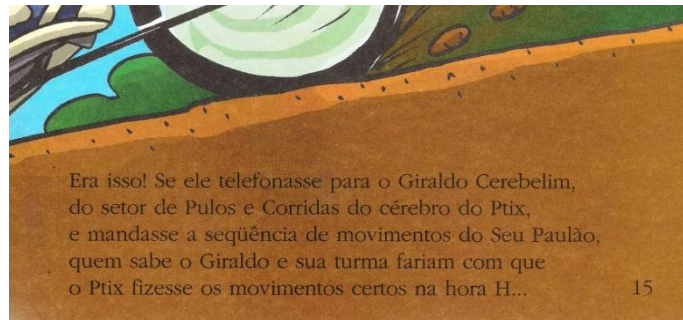 Era isso! Se ele telefonasse para o Giraldo Cerebelim,
do setor de Pulos e Corridas do cérebro do Ptix,
e mandasse a seqüência de movimentos do Seu Paulão,
quem sabe o Giraldo e sua turma fariam com que
o Ptix fizesse os movimentos certos na hora H... 15